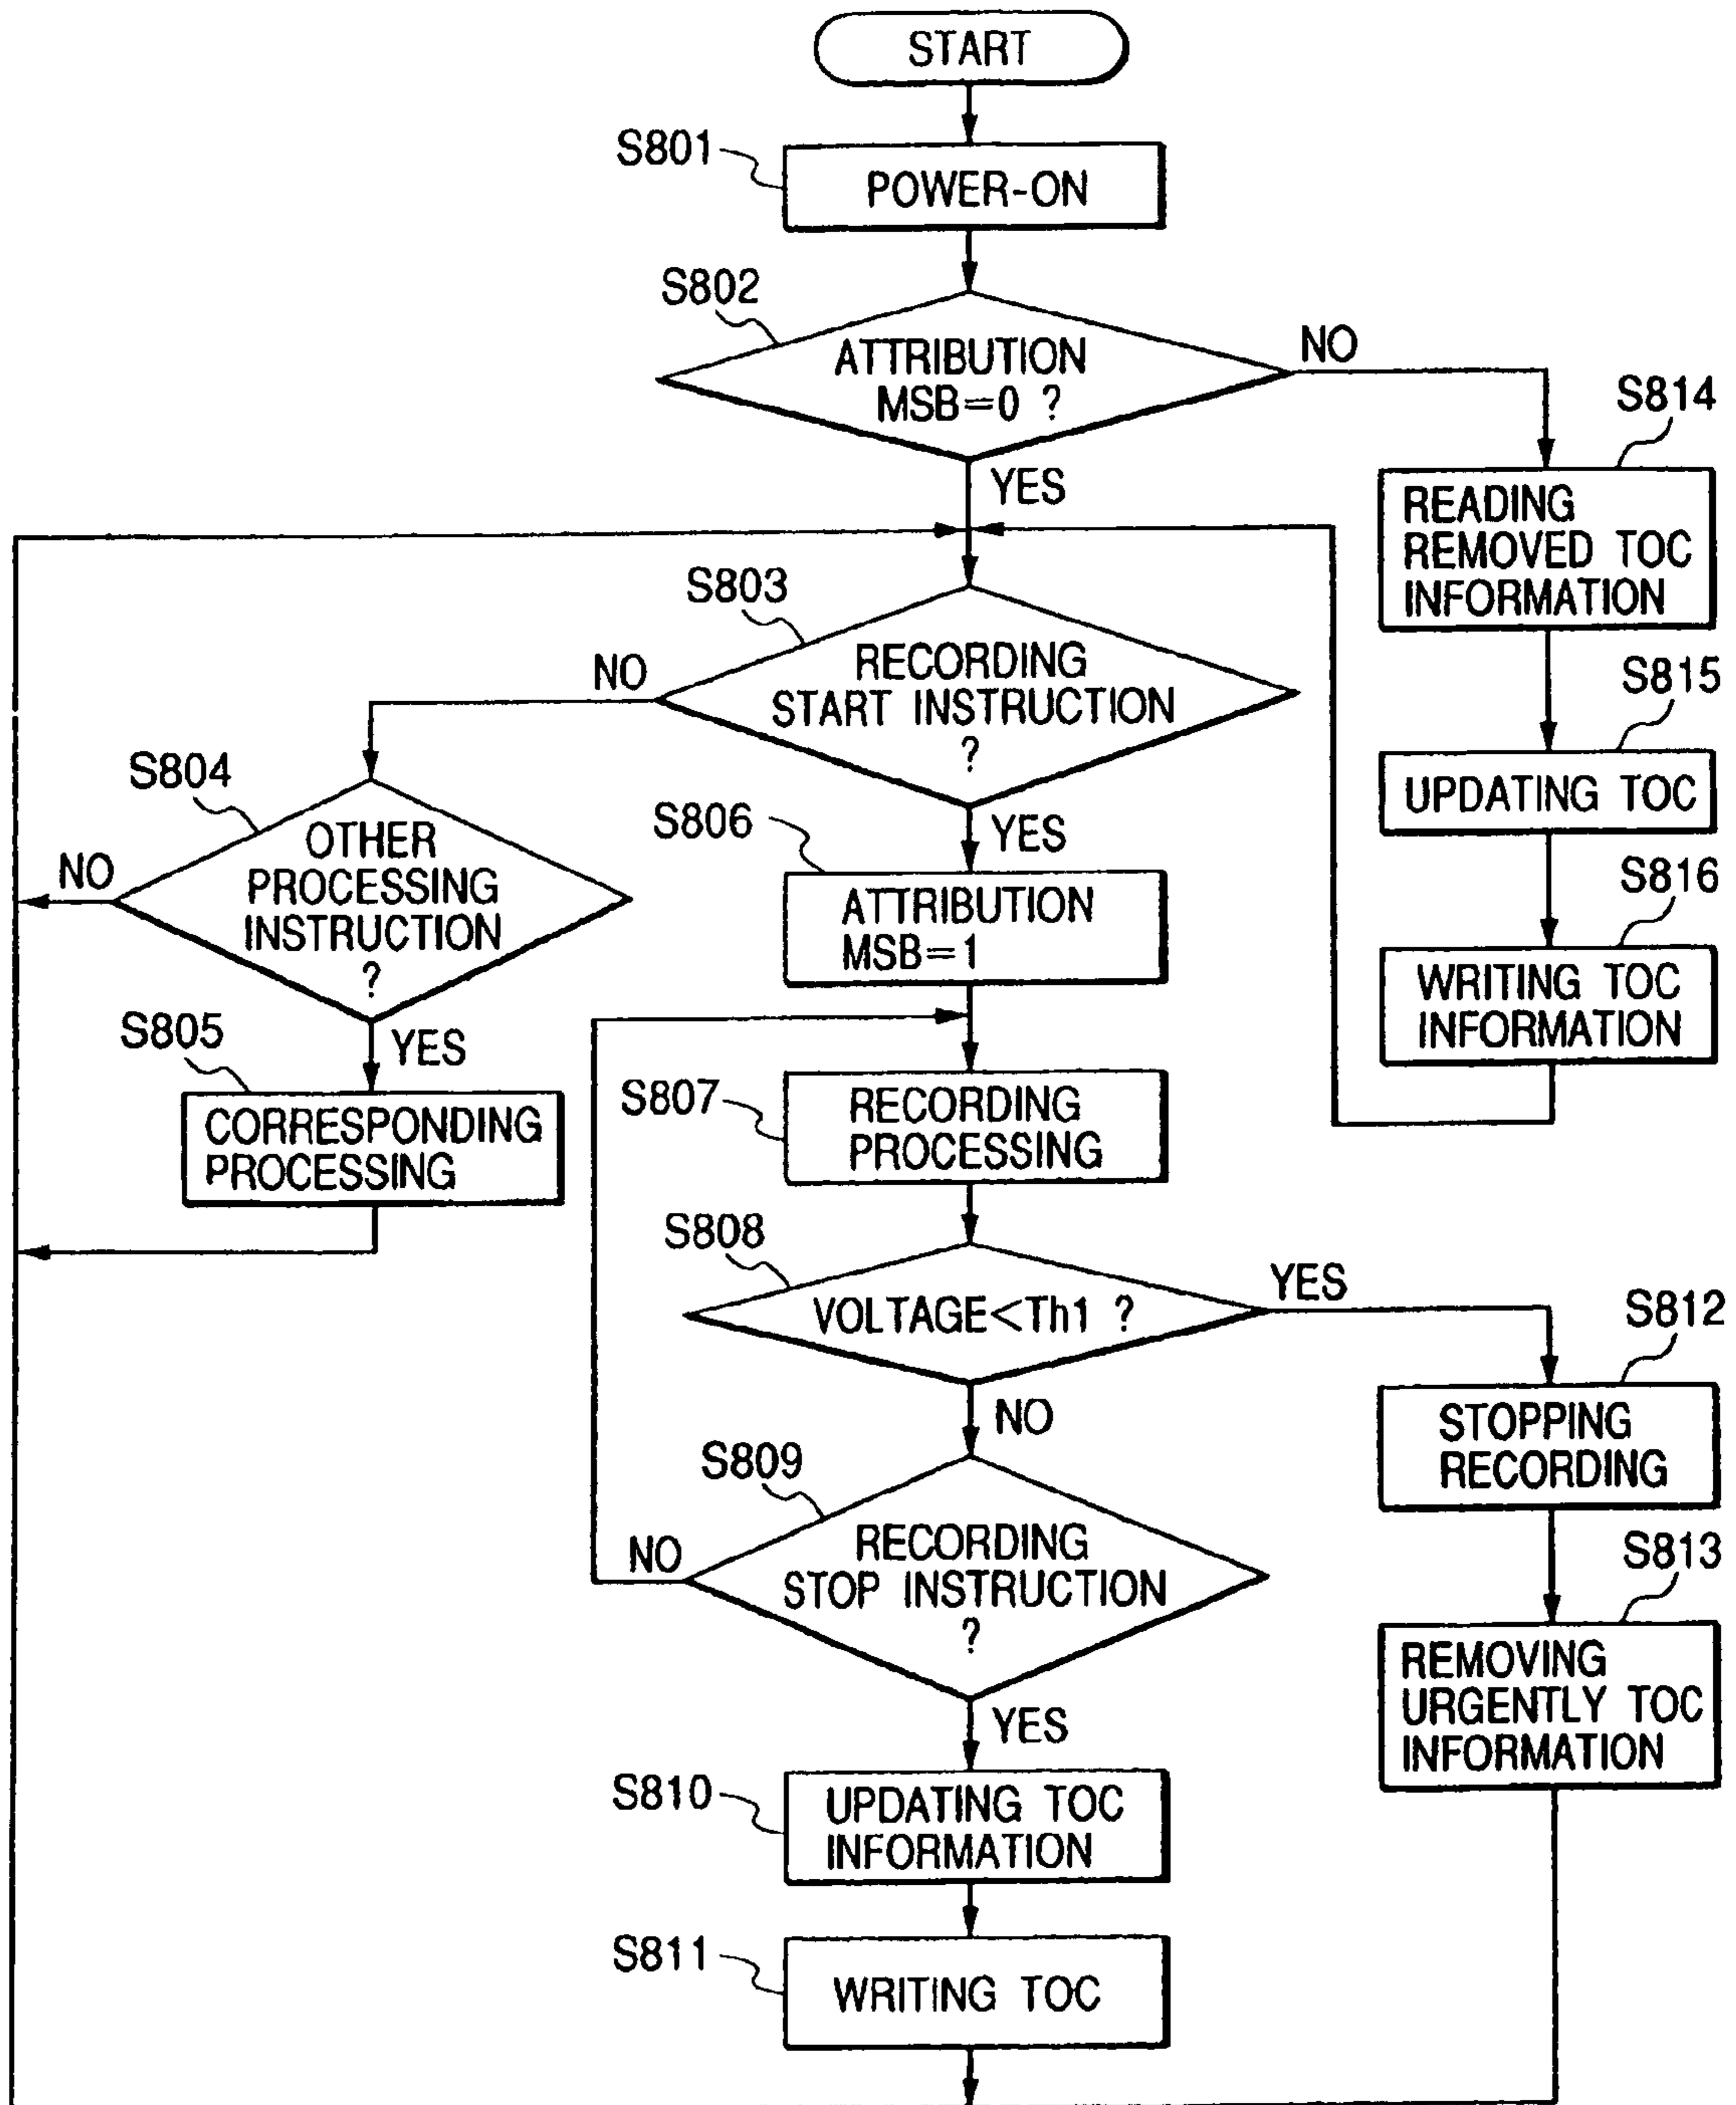 START
S801
POWER-ON
S802
ATTRIBUTION
MSB=0 ?
NO
YES
S814
READING
REMOVED TOC
INFORMATION
S803
RECORDING
START INSTRUCTION
?
NO
YES
S815
UPDATING TOC
S804
OTHER
PROCESSING
INSTRUCTION
?
NO
YES
S806
ATTRIBUTION
MSB=1
S816
WRITING TOC
INFORMATION
S805
CORRESPONDING
PROCESSING
S807
RECORDING
PROCESSING
S808
VOLTAGE<Th1 ?
YES
NO
S812
STOPPING
RECORDING
S809
RECORDING
STOP INSTRUCTION
?
NO
YES
S813
REMOVING
URGENTLY TOC
INFORMATION
S810
UPDATING TOC
INFORMATION
S811
WRITING TOC